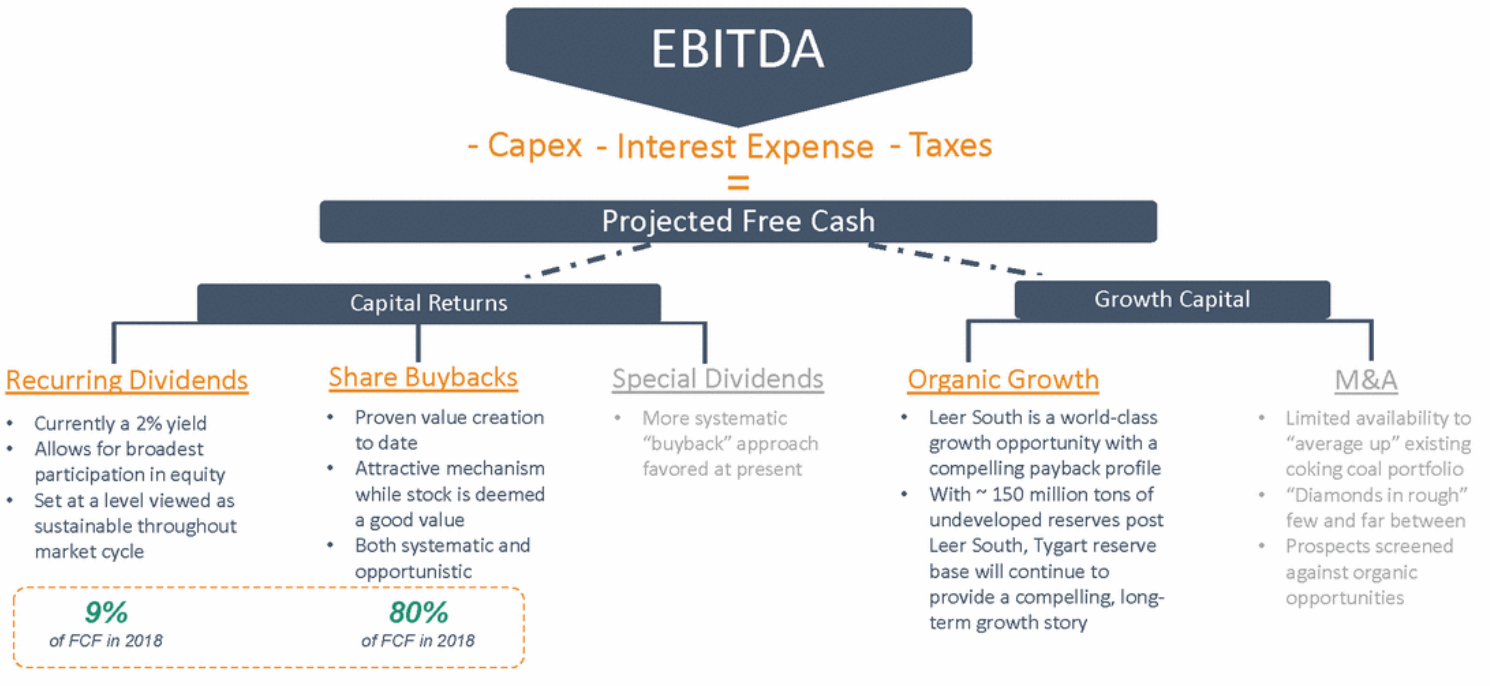 EBITDA
- Capex - Interest Expense - Taxes
=
Projected Free Cash
Capital Returns
Recurring Dividends
• Currently a 2% yield
• Allows for broadest
participation in equity
• Set at a level viewed as
sustainable throughout
market cycle
9%
of FCF in 2018
Share Buybacks
• Proven value creation
to date
• Attractive mechanism
while stock is deemed
a good value
• Both systematic and
opportunistic
80%
of FCF in 2018
Special Dividends
• More systematic
“buyback” approach
favored at present
Growth Capital
Organic Growth
• Leer South is a world-class
growth opportunity with a
compelling payback profile
• With ~ 150 million tons of
undeveloped reserves post
Leer South, Tygart reserve
base will continue to
provide a compelling, long-
term growth story
M&A
• Limited availability to
“average up” existing
coking coal portfolio
• “Diamonds in rough”
few and far between
• Prospects screened
against organic
opportunities